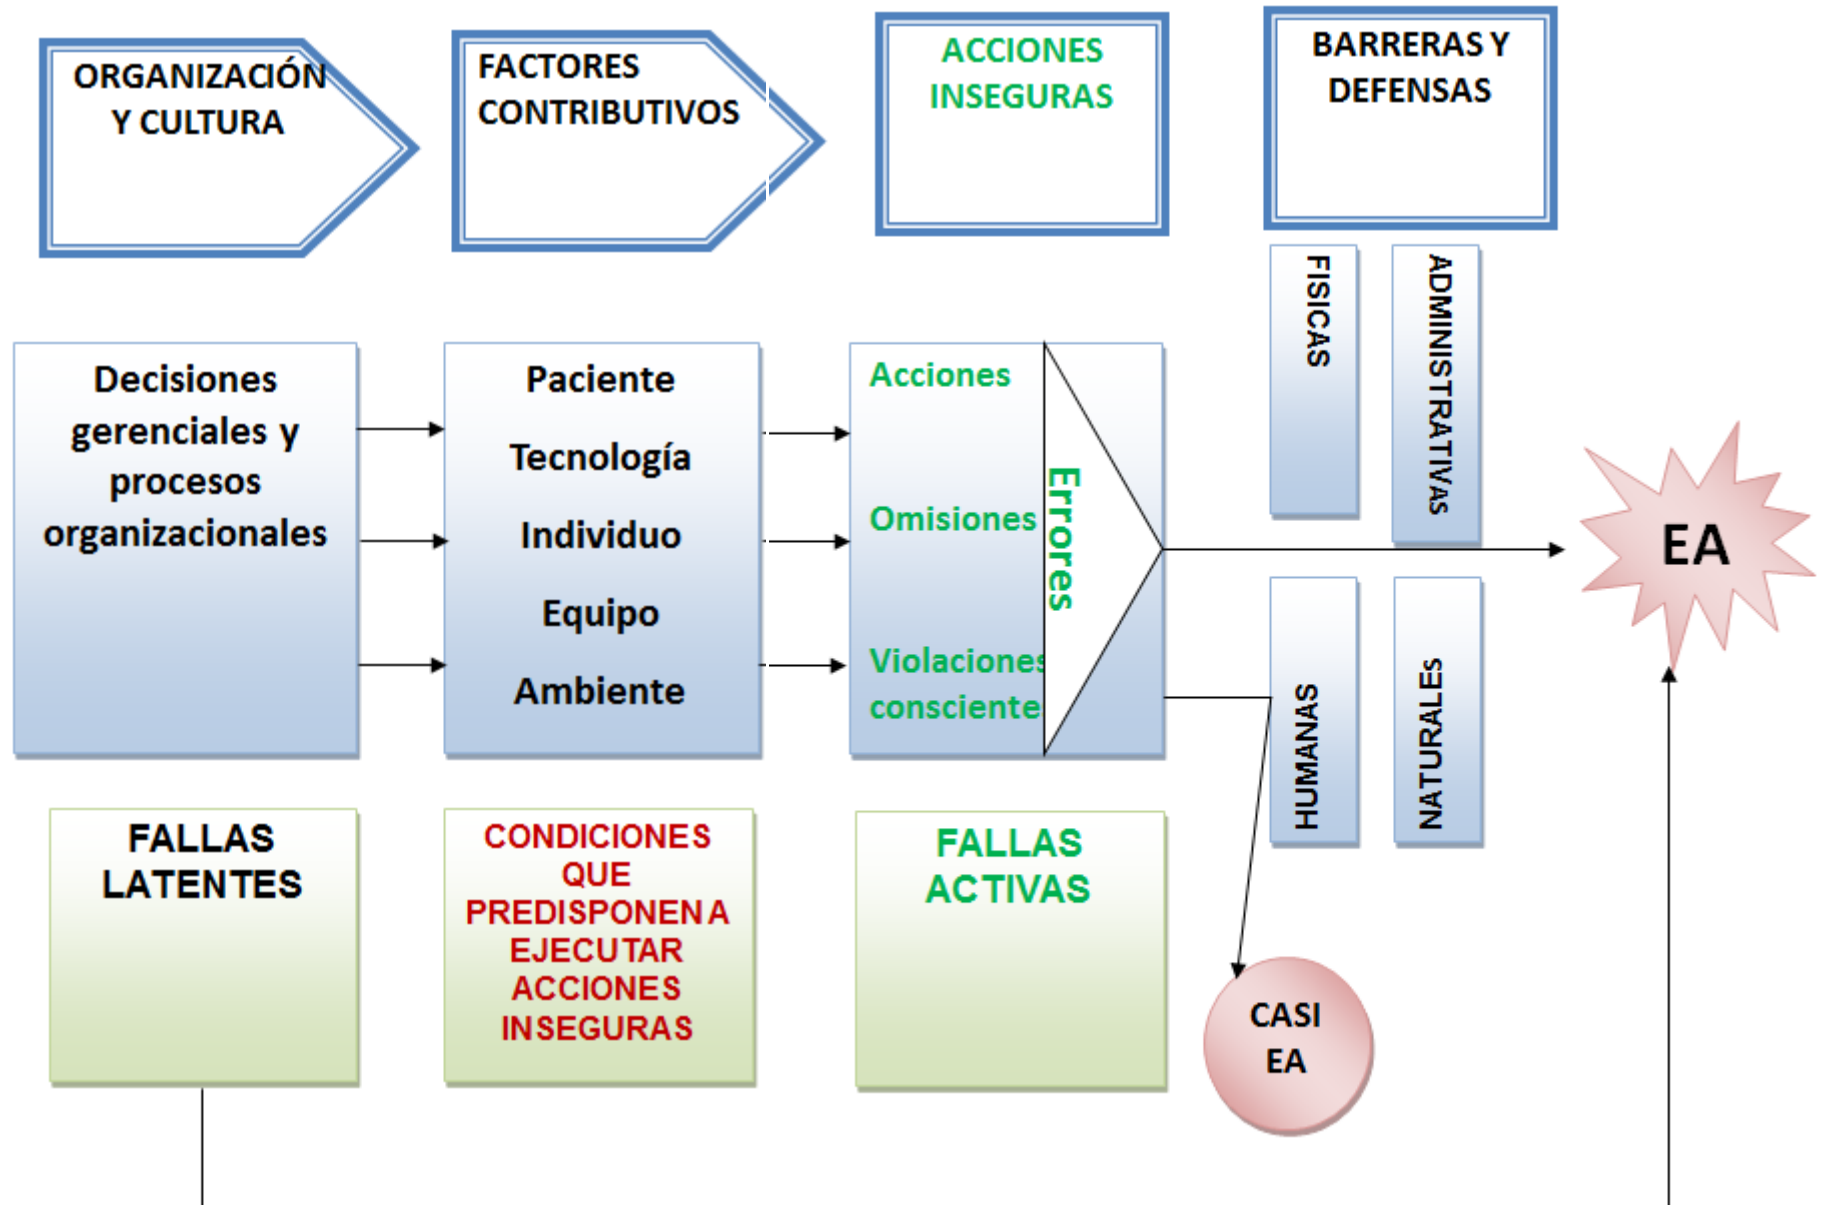 ORGANIZACIÓN
Y CULTURA
FACTORES
CONTRIBUTIVOS
ACCIONES
INSEGURAS
BARRERAS Y
DEFENSAS
Decisiones
gerenciales y
procesos
organizacionales
Paciente
Tecnología
Individuo
Equipo
Ambiente
Acciones
Omisiones
Violaciones
consciente
Errores
FISICAS
ADMINISTRATIVAs
HUMANAS
NATURALEs
EA
FALLAS
LATENTES
CONDICIONES
QUE
PREDISPONEN A
EJECUTAR
ACCIONES
INSEGURAS
FALLAS
ACTIVAS
CASI
EA